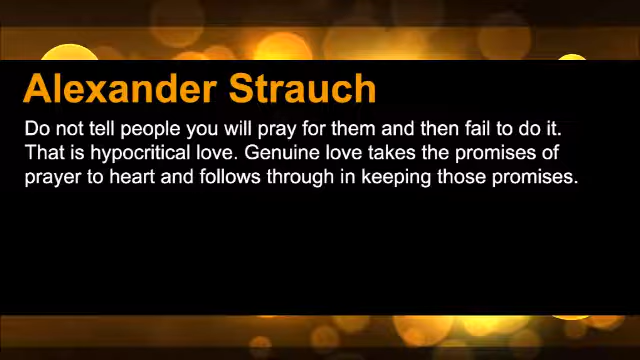 Alexander Strauch
Do not tell people you will pray for them and then fail to do it.
That is hypocritical love. Genuine love takes the promises of
prayer to heart and follows through in keeping those promises.